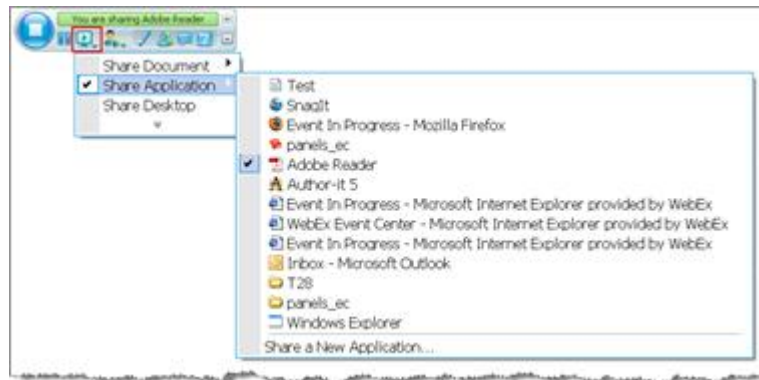 You are sharing Adobe Reader
Share Document
Share Application
Share Desktop
Test
SnagIt
Event In Progress - Mozilla Firefox
panels_ec
Adobe Reader
Author-it 5
Event In Progress - Microsoft Internet Explorer provided by WebEx
WebEx Event Center - Microsoft Internet Explorer provided by WebEx
Event In Progress - Microsoft Internet Explorer provided by WebEx
Inbox - Microsoft Outlook
T28
panels_ec
Windows Explorer
Share a New Application...